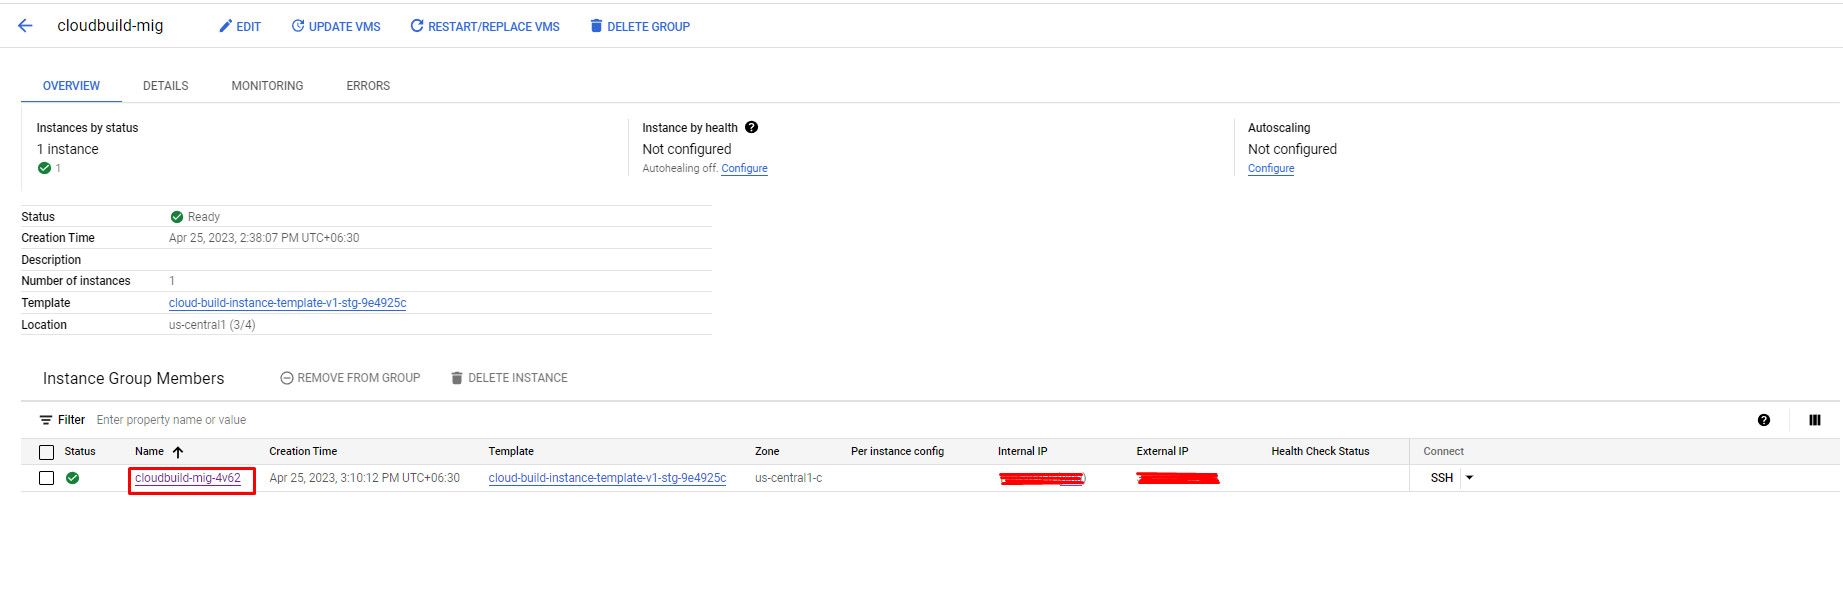 cloudbuild-mig EDIT UPDATE VMS RESTART/REPLACE VMS DELETE GROUP
OVERVIEW DETAILS MONITORING ERRORS
Instances by status
1 instance
1
Instance by health ?
Not configured
Autohealing off. Configure
Autoscaling
Not configured
Configure
Status Ready
Creation Time Apr 25, 2023, 2:38:07 PM UTC+06:30
Description
Number of instances 1
Template cloud-build-instance-template-v1-stg-9e4925c
Location us-central1 (3/4)
Instance Group Members REMOVE FROM GROUP DELETE INSTANCE
Filter Enter property name or value ?
Status Name Creation Time Template Zone Per instance config Internal IP External IP Health Check Status Connect
cloudbuild-mig-4v62 Apr 25, 2023, 3:10:12 PM UTC+06:30 cloud-build-instance-template-v1-stg-9e4925c us-central1-c SSH